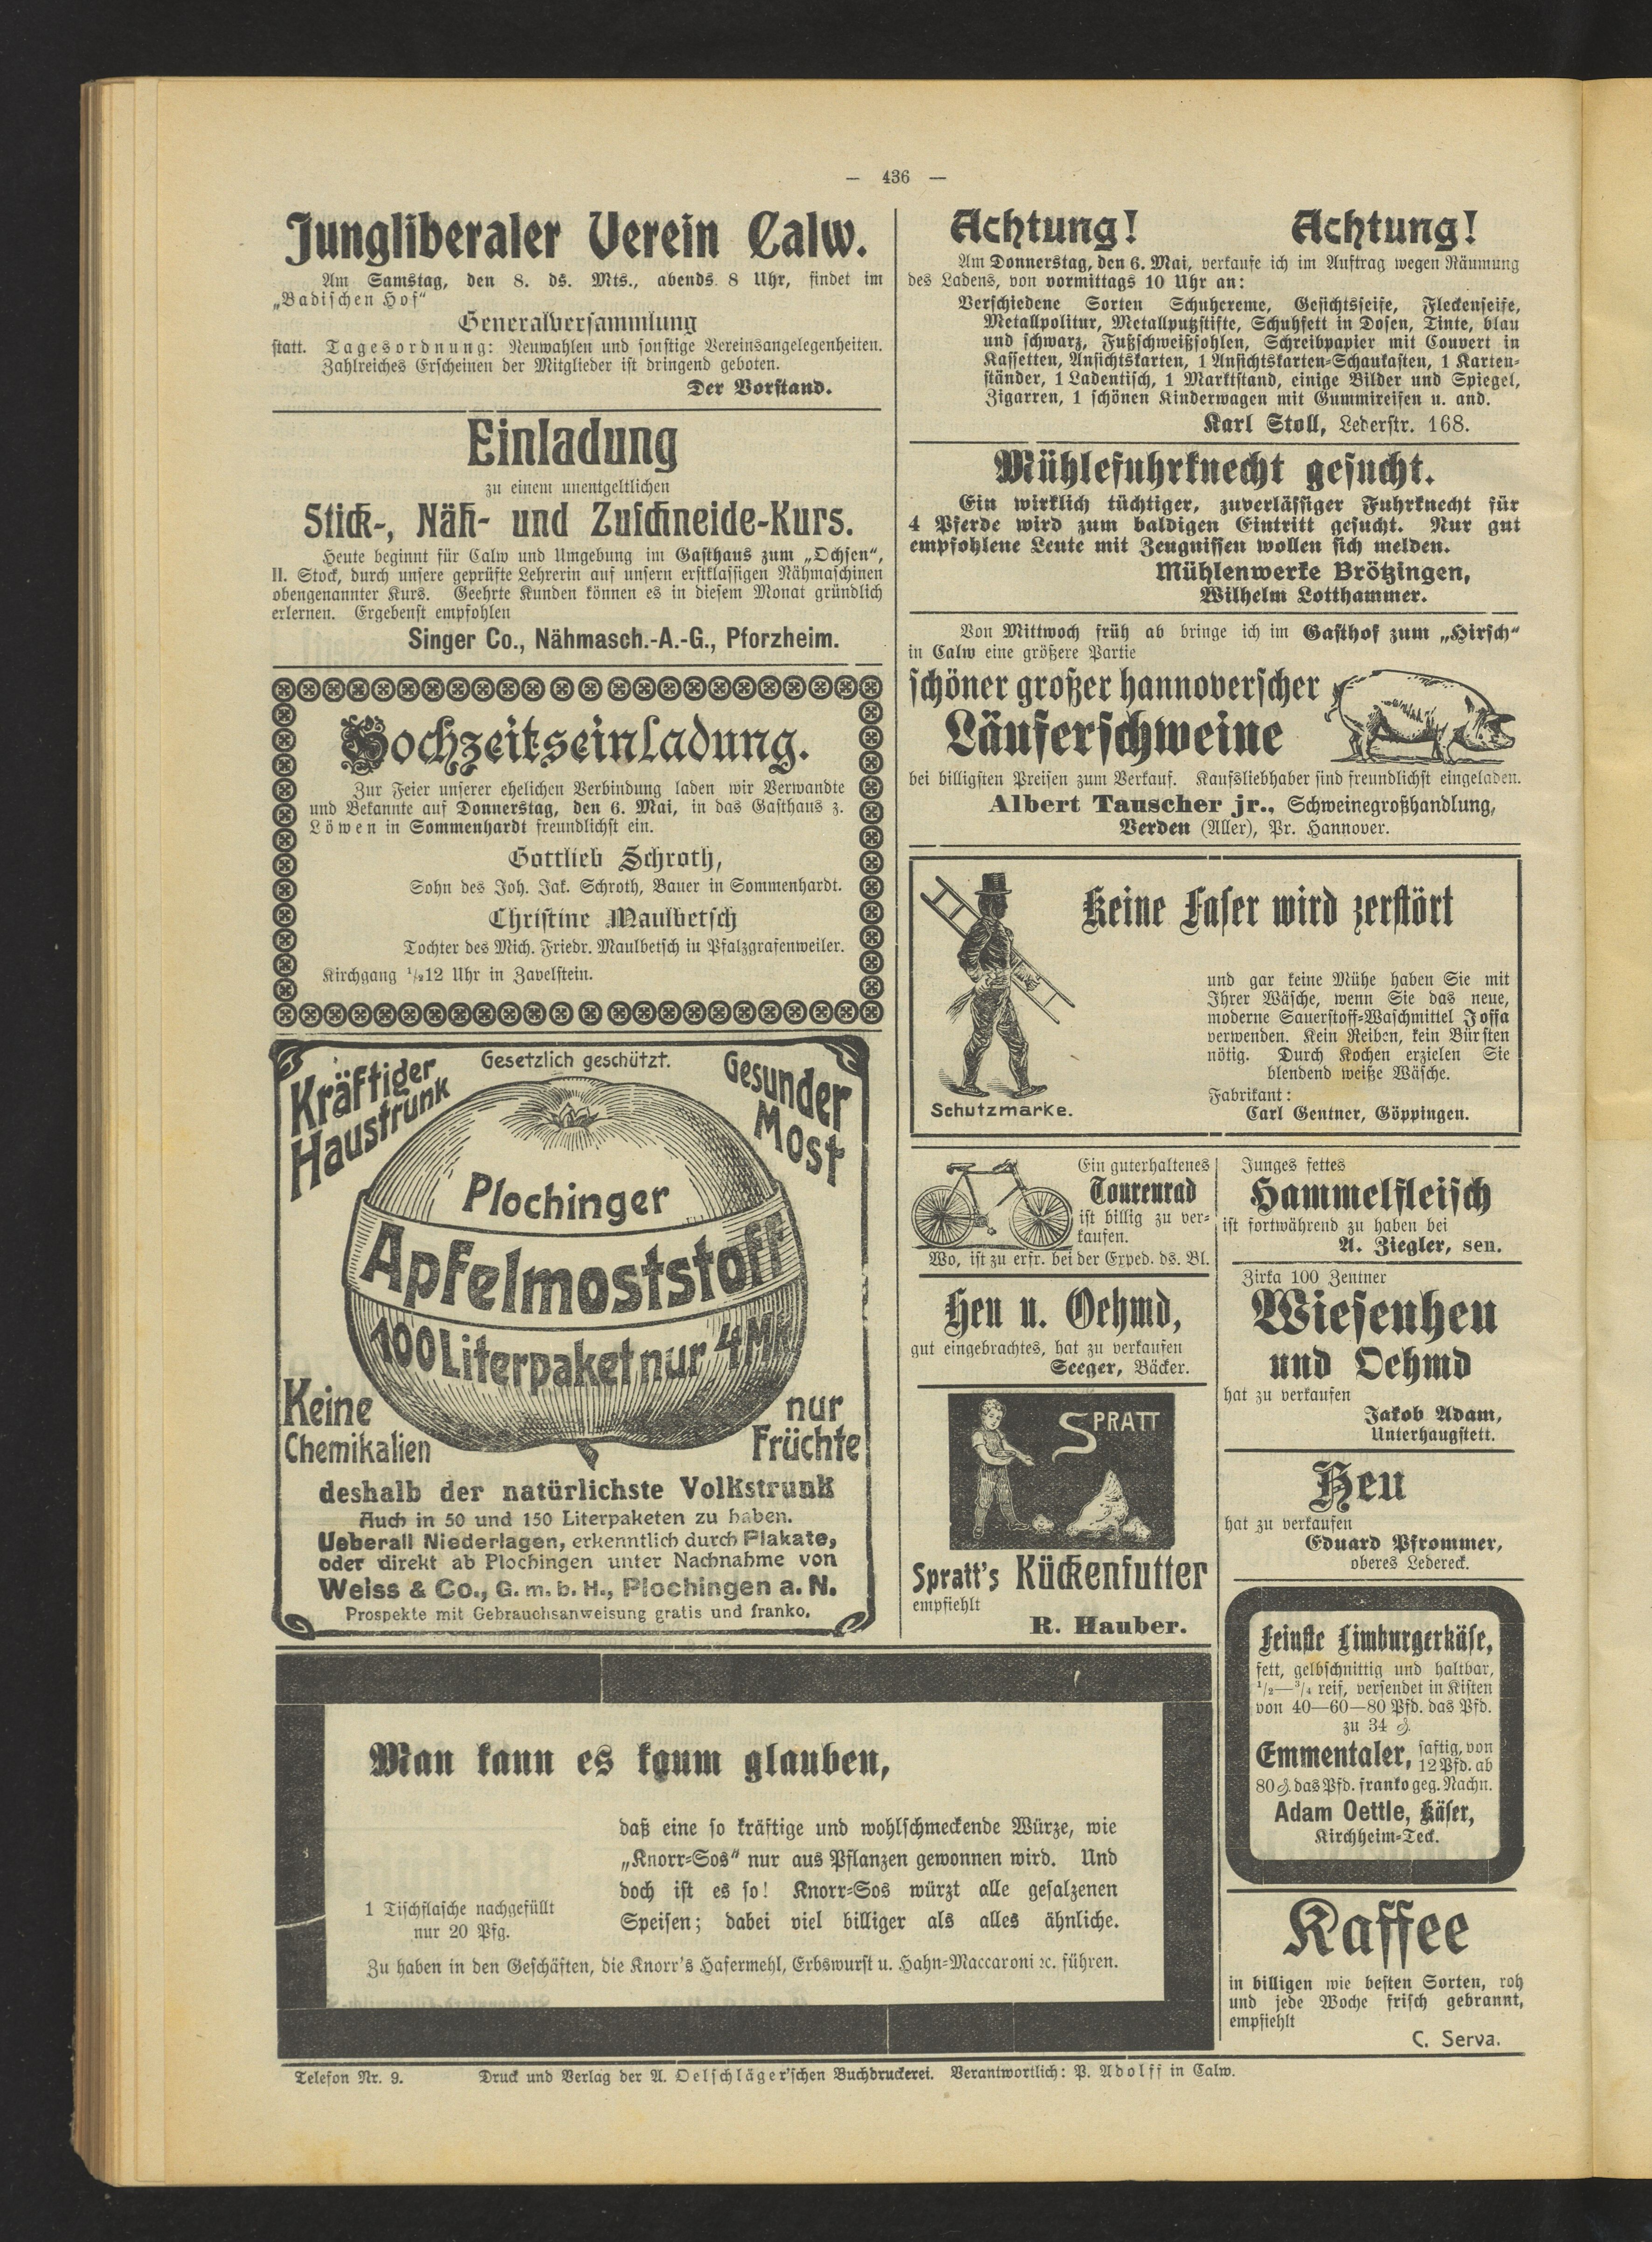 — 436 —
Jungliberaler Verein Calw.
Am Samstag, den 8. ds. Mts., abends 8 Uhr, findet im
„Badischen Hof“
Generalversammlung
statt. Tagesordnung: Neuwahlen und sonstige Vereinsangelegenheiten.
Zahlreiches Erscheinen der Mitglieder ist dringend geboten.
Der Vorstand.
Einladung
zu einem unentgeltlichen
Stick-, Näh- und Zuschneide-Kurs.
Heute beginnt für Calw und Umgebung im Gasthaus zum „Ochsen“,
II. Stock, durch unsere geprüfte Lehrerin auf unsern erstklassigen Nähmaschinen
obengenannter Kurs. Geehrte Kunden können es in diesem Monat gründlich
erlernen. Ergebenst empfohlen
Singer Co., Nähmasch.-A.-G., Pforzheim.
Hochzeitseinladung.
Zur Feier unserer ehelichen Verbindung laden wir Verwandte
und Bekannte auf Donnerstag, den 6. Mai, in das Gasthaus z.
Löwen in Sommenhardt freundlichst ein.
Gottlieb Schroth,
Sohn des Joh. Jak. Schroth, Bauer in Sommenhardt.
Christine Maulbetsch
Tochter des Mich. Friedr. Maulbetsch in Pfalzgrafenweiler.
Kirchgang 1/2 12 Uhr in Zavelstein.
Kräftiger
Haustrunk
Gesetzlich geschützt.
Gesunder
Most
Plochinger
Apfelmoststoff
100 Literpaket nur 4 Mk
Keine
Chemikalien
nur
Früchte
deshalb der natürlichste Volkstrunk
Auch in 50 und 150 Literpaketen zu haben.
Ueberall Niederlagen, erkenntlich durch Plakate,
oder direkt ab Plochingen unter Nachnahme von
Weiss & Co., G. m. b. H., Plochingen a. N.
Prospekte mit Gebrauchsanweisung gratis und franko.
Achtung! Achtung!
Am Donnerstag, den 6. Mai, verkaufe ich im Auftrag wegen Räumung
des Ladens, von vormittags 10 Uhr an:
Verschiedene Sorten Schuhcreme, Gesichtsseife, Fleckenseife,
Metallpolitur, Metallputzstifte, Schuhfett in Dosen, Tinte, blau
und schwarz, Fußschweißsohlen, Schreibpapier mit Couvert in
Kassetten, Ansichtskarten, 1 Ansichtskarten-Schaukasten, 1 Karten-
ständer, 1 Ladentisch, 1 Marktstand, einige Bilder und Spiegel,
Zigarren, 1 schönen Kinderwagen mit Gummireifen u. and.
Karl Stoll, Lederstr. 168.
Mühlefuhrknecht gesucht.
Ein wirklich tüchtiger, zuverlässiger Fuhrknecht für
4 Pferde wird zum baldigen Eintritt gesucht. Nur gut
empfohlene Leute mit Zeugnissen wollen sich melden.
Mühlenwerke Brötzingen,
Wilhelm Lotthammer.
Von Mittwoch früh ab bringe ich im Gasthof zum „Hirsch“
in Calw eine größere Partie
schöner großer hannoverscher
Läuferschweine
bei billigsten Preisen zum Verkauf. Kaufsliebhaber sind freundlichst eingeladen.
Albert Tauscher jr., Schweinegroßhandlung,
Verden (Aller), Pr. Hannover.
Keine Faser wird zerstört
und gar keine Mühe haben Sie mit
Ihrer Wäsche, wenn Sie das neue,
moderne Sauerstoff-Waschmittel Jossa
verwenden. Kein Reiben, kein Bürsten
nötig. Durch Kochen erzielen Sie
blendend weiße Wäsche.
Fabrikant:
Carl Gentner, Göppingen.
Schutzmarke.
Ein guterhaltenes
Tourenrad
ist billig zu ver-
kaufen.
Wo, ist zu erfr. bei der Exped. ds. Bl.
Heu u. Oehmd,
gut eingebrachtes, hat zu verkaufen
Seeger, Bäcker.
SPRATT
Spratt's Kückenfutter
empfiehlt
R. Hauber.
Junges fettes
Hammelfleisch
ist fortwährend zu haben bei
A. Ziegler, sen.
Zirka 100 Zentner
Wiesenheu
und Oehmd
hat zu verkaufen
Jakob Adam,
Unterhaugstett.
Heu
hat zu verkaufen
Eduard Pfrommer,
oberes Ledereck.
Feinste Limburgerkäse,
fett, gelbschnittig und haltbar,
1/2—3/4 reif, versendet in Kisten
von 40—60—80 Pfd. das Pfd.
zu 34 ₰.
Emmentaler, saftig, von
12 Pfd. ab
80 ₰ das Pfd. franko geg. Nachn.
Adam Oettle, Käser,
Kirchheim-Teck.
Kaffee
in billigen wie besten Sorten, roh
und jede Woche frisch gebrannt,
empfiehlt
C. Serva.
Man kann es kaum glauben,
daß eine so kräftige und wohlschmeckende Würze, wie
„Knorr-Sos“ nur aus Pflanzen gewonnen wird. Und
doch ist es so! Knorr-Sos würzt alle gesalzenen
Speisen; dabei viel billiger als alles ähnliche.
1 Tischflasche nachgefüllt
nur 20 Pfg.
Zu haben in den Geschäften, die Knorr's Hafermehl, Erbswurst u. Hahn-Maccaroni ꝛc. führen.
Telefon Nr. 9. Druck und Verlag der A. Oelschläger'schen Buchdruckerei. Verantwortlich: P. Adolff in Calw.